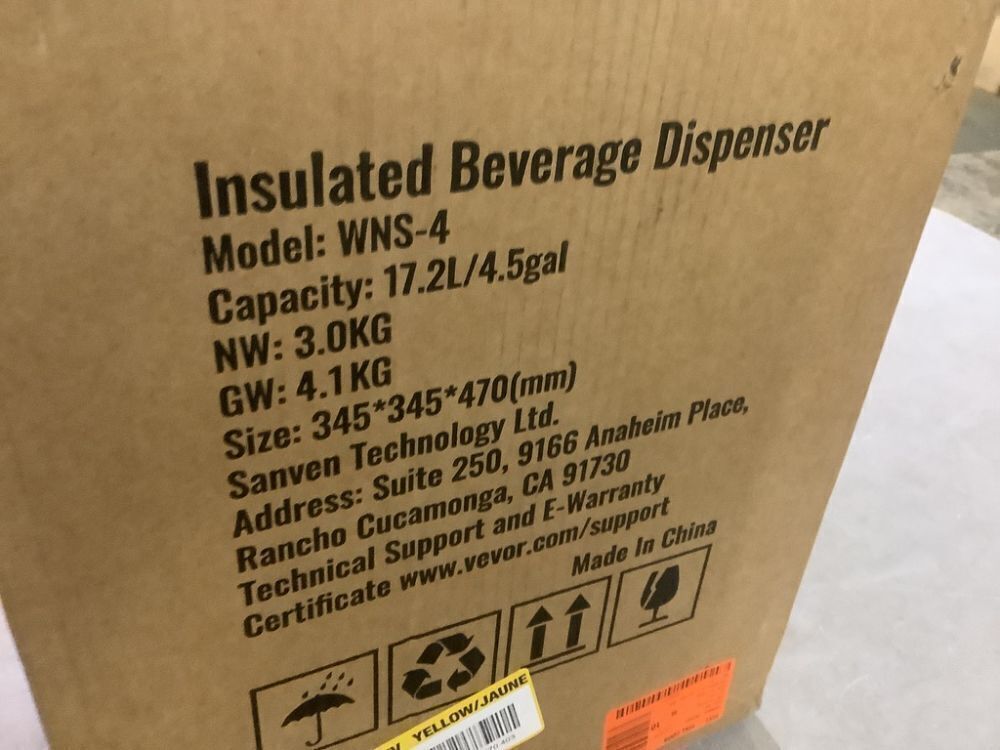 Insulated Beverage Dispenser
Model: WNS-4
Capacity: 17.2L/4.5gal
NW: 3.0KG
GW: 4.1KG
Size: 345*345*470(mm)
Sanven Technology Ltd.
Address: Suite 250, 9166 Anaheim Place,
Rancho Cucamonga, CA 91730
Technical Support and E-Warranty
Certificate www.vevor.com/support
Made In China
YELLOW/JAUNE